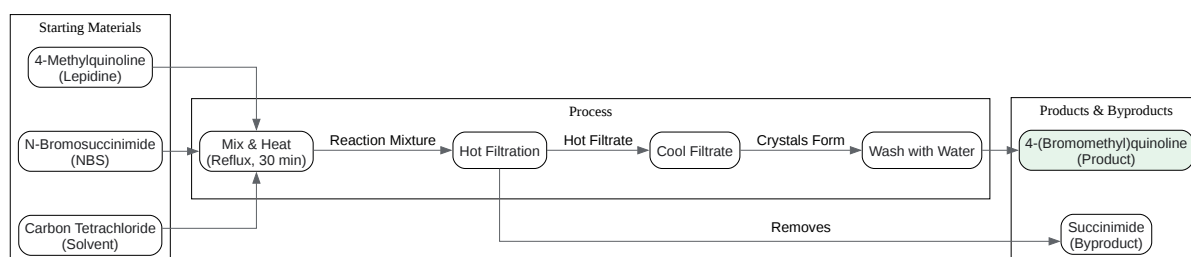 Starting Materials
4-Methylquinoline
(Lepidine)
N-Bromosuccinimide
(NBS)
Carbon Tetrachloride
(Solvent)
Process
Mix & Heat
(Reflux, 30 min)
Reaction Mixture
Hot Filtration
Hot Filtrate
Cool Filtrate
Crystals Form
Wash with Water
Removes
Products & Byproducts
4-(Bromomethyl)quinoline
(Product)
Succinimide
(Byproduct)